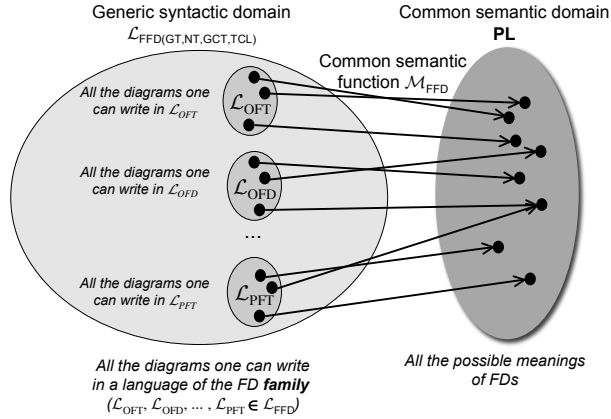 Generic syntactic domain
ℒFFD(GT,NT,GCT,TCL)
Common semantic domain
PL
Common semantic
function ℳFFD
All the diagrams one
can write in ℒOFT
ℒOFT
All the diagrams one
can write in ℒOFD
ℒOFD
...
All the diagrams one
can write in ℒPFT
ℒPFT
All the diagrams one can write
in a language of the FD family
(ℒOFT, ℒOFD, ... , ℒPFT ∈ ℒFFD)
All the possible meanings
of FDs